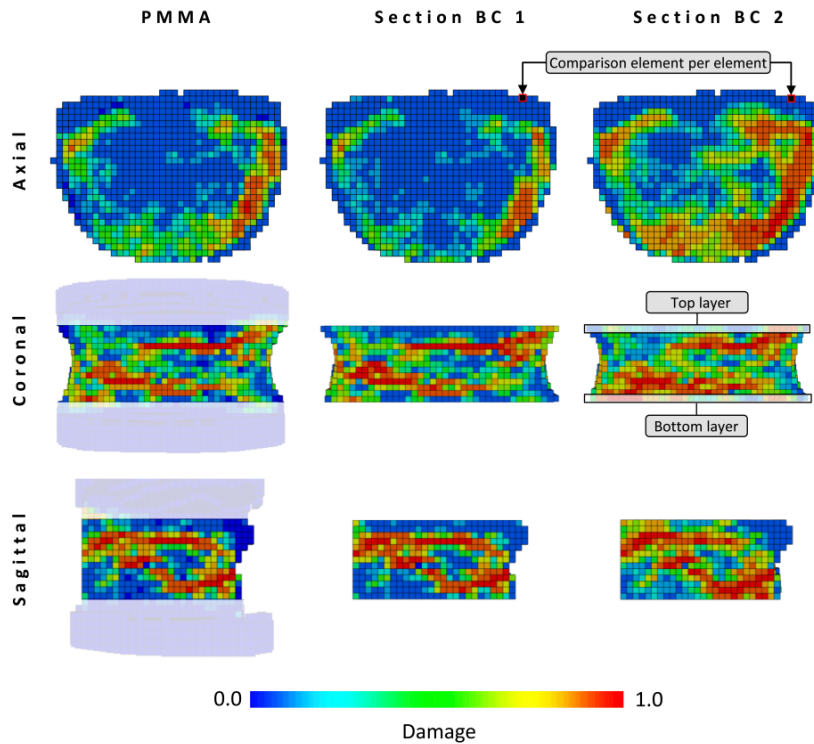 PMMA Section BC 1 Section BC 2
Comparison element per element
Axial
Top layer
Coronal
Bottom layer
Sagittal
0.0 1.0
Damage